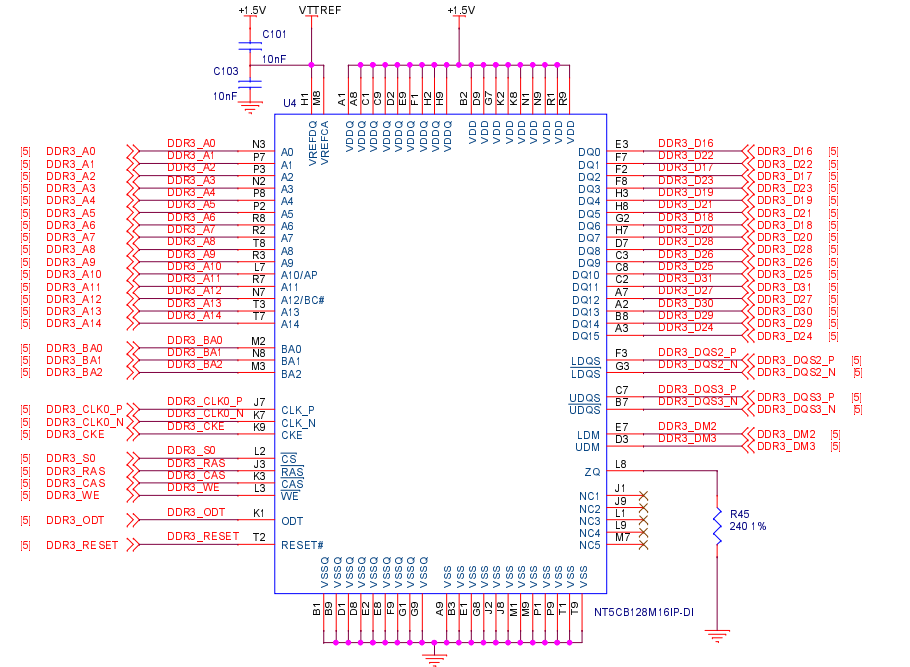 +1.5V VTTREF +1.5V
C101
10nF
C103
10nF
U4
H1 M8 A1 A8 C1 C9 D2 E9 F1 H2 H9 B2 D9 G7 K2 K8 N1 N9 R1 R9
VREFDQ VREFCA VDDQ VDDQ VDDQ VDDQ VDDQ VDDQ VDDQ VDDQ VDDQ VDD VDD VDD VDD VDD VDD VDD VDD VDD
[5] DDR3_A0 DDR3_A0 N3 A0 DQ0 E3 DDR3_D16 DDR3_D16 [5]
[5] DDR3_A1 DDR3_A1 P7 A1 DQ1 F7 DDR3_D22 DDR3_D22 [5]
[5] DDR3_A2 DDR3_A2 P3 A2 DQ2 F2 DDR3_D17 DDR3_D17 [5]
[5] DDR3_A3 DDR3_A3 N2 A3 DQ3 F8 DDR3_D23 DDR3_D23 [5]
[5] DDR3_A4 DDR3_A4 P8 A4 DQ4 H3 DDR3_D19 DDR3_D19 [5]
[5] DDR3_A5 DDR3_A5 P2 A5 DQ5 H8 DDR3_D21 DDR3_D21 [5]
[5] DDR3_A6 DDR3_A6 R8 A6 DQ6 G2 DDR3_D18 DDR3_D18 [5]
[5] DDR3_A7 DDR3_A7 R2 A7 DQ7 H7 DDR3_D20 DDR3_D20 [5]
[5] DDR3_A8 DDR3_A8 T8 A8 DQ8 D7 DDR3_D28 DDR3_D28 [5]
[5] DDR3_A9 DDR3_A9 R3 A9 DQ9 C3 DDR3_D26 DDR3_D26 [5]
[5] DDR3_A10 DDR3_A10 L7 A10/AP DQ10 C8 DDR3_D25 DDR3_D25 [5]
[5] DDR3_A11 DDR3_A11 R7 A11 DQ11 C2 DDR3_D31 DDR3_D31 [5]
[5] DDR3_A12 DDR3_A12 N7 A12/BC# DQ12 A7 DDR3_D27 DDR3_D27 [5]
[5] DDR3_A13 DDR3_A13 T3 A13 DQ13 A2 DDR3_D30 DDR3_D30 [5]
[5] DDR3_A14 DDR3_A14 T7 A14 DQ14 B8 DDR3_D29 DDR3_D29 [5]
DQ15 A3 DDR3_D24 DDR3_D24 [5]
[5] DDR3_BA0 DDR3_BA0 M2 BA0
[5] DDR3_BA1 DDR3_BA1 N8 BA1 LDQS F3 DDR3_DQS2_P DDR3_DQS2_P [5]
[5] DDR3_BA2 DDR3_BA2 M3 BA2 LDQS G3 DDR3_DQS2_N DDR3_DQS2_N [5]
UDQS C7 DDR3_DQS3_P DDR3_DQS3_P [5]
[5] DDR3_CLK0_P DDR3_CLK0_P J7 CLK_P UDQS B7 DDR3_DQS3_N DDR3_DQS3_N [5]
[5] DDR3_CLK0_N DDR3_CLK0_N K7 CLK_N
[5] DDR3_CKE DDR3_CKE K9 CKE LDM E7 DDR3_DM2 DDR3_DM2 [5]
UDM D3 DDR3_DM3 DDR3_DM3 [5]
[5] DDR3_S0 DDR3_S0 L2 CS
[5] DDR3_RAS DDR3_RAS J3 RAS ZQ L8
[5] DDR3_CAS DDR3_CAS K3 CAS
[5] DDR3_WE DDR3_WE L3 WE NC1 J1
NC2 J9
[5] DDR3_ODT DDR3_ODT K1 ODT NC3 L1
NC4 L9
[5] DDR3_RESET DDR3_RESET T2 RESET# NC5 M7
R45
240 1%
VSSQ VSSQ VSSQ VSSQ VSSQ VSSQ VSSQ VSSQ VSSQ VSS VSS VSS VSS VSS VSS VSS VSS VSS VSS VSS VSS
B1 B9 D1 D8 E2 E8 F9 G1 G9 A9 B3 E1 G8 J2 J8 M1 M9 P1 P9 T1 T9
NT5CB128M16IP-DI